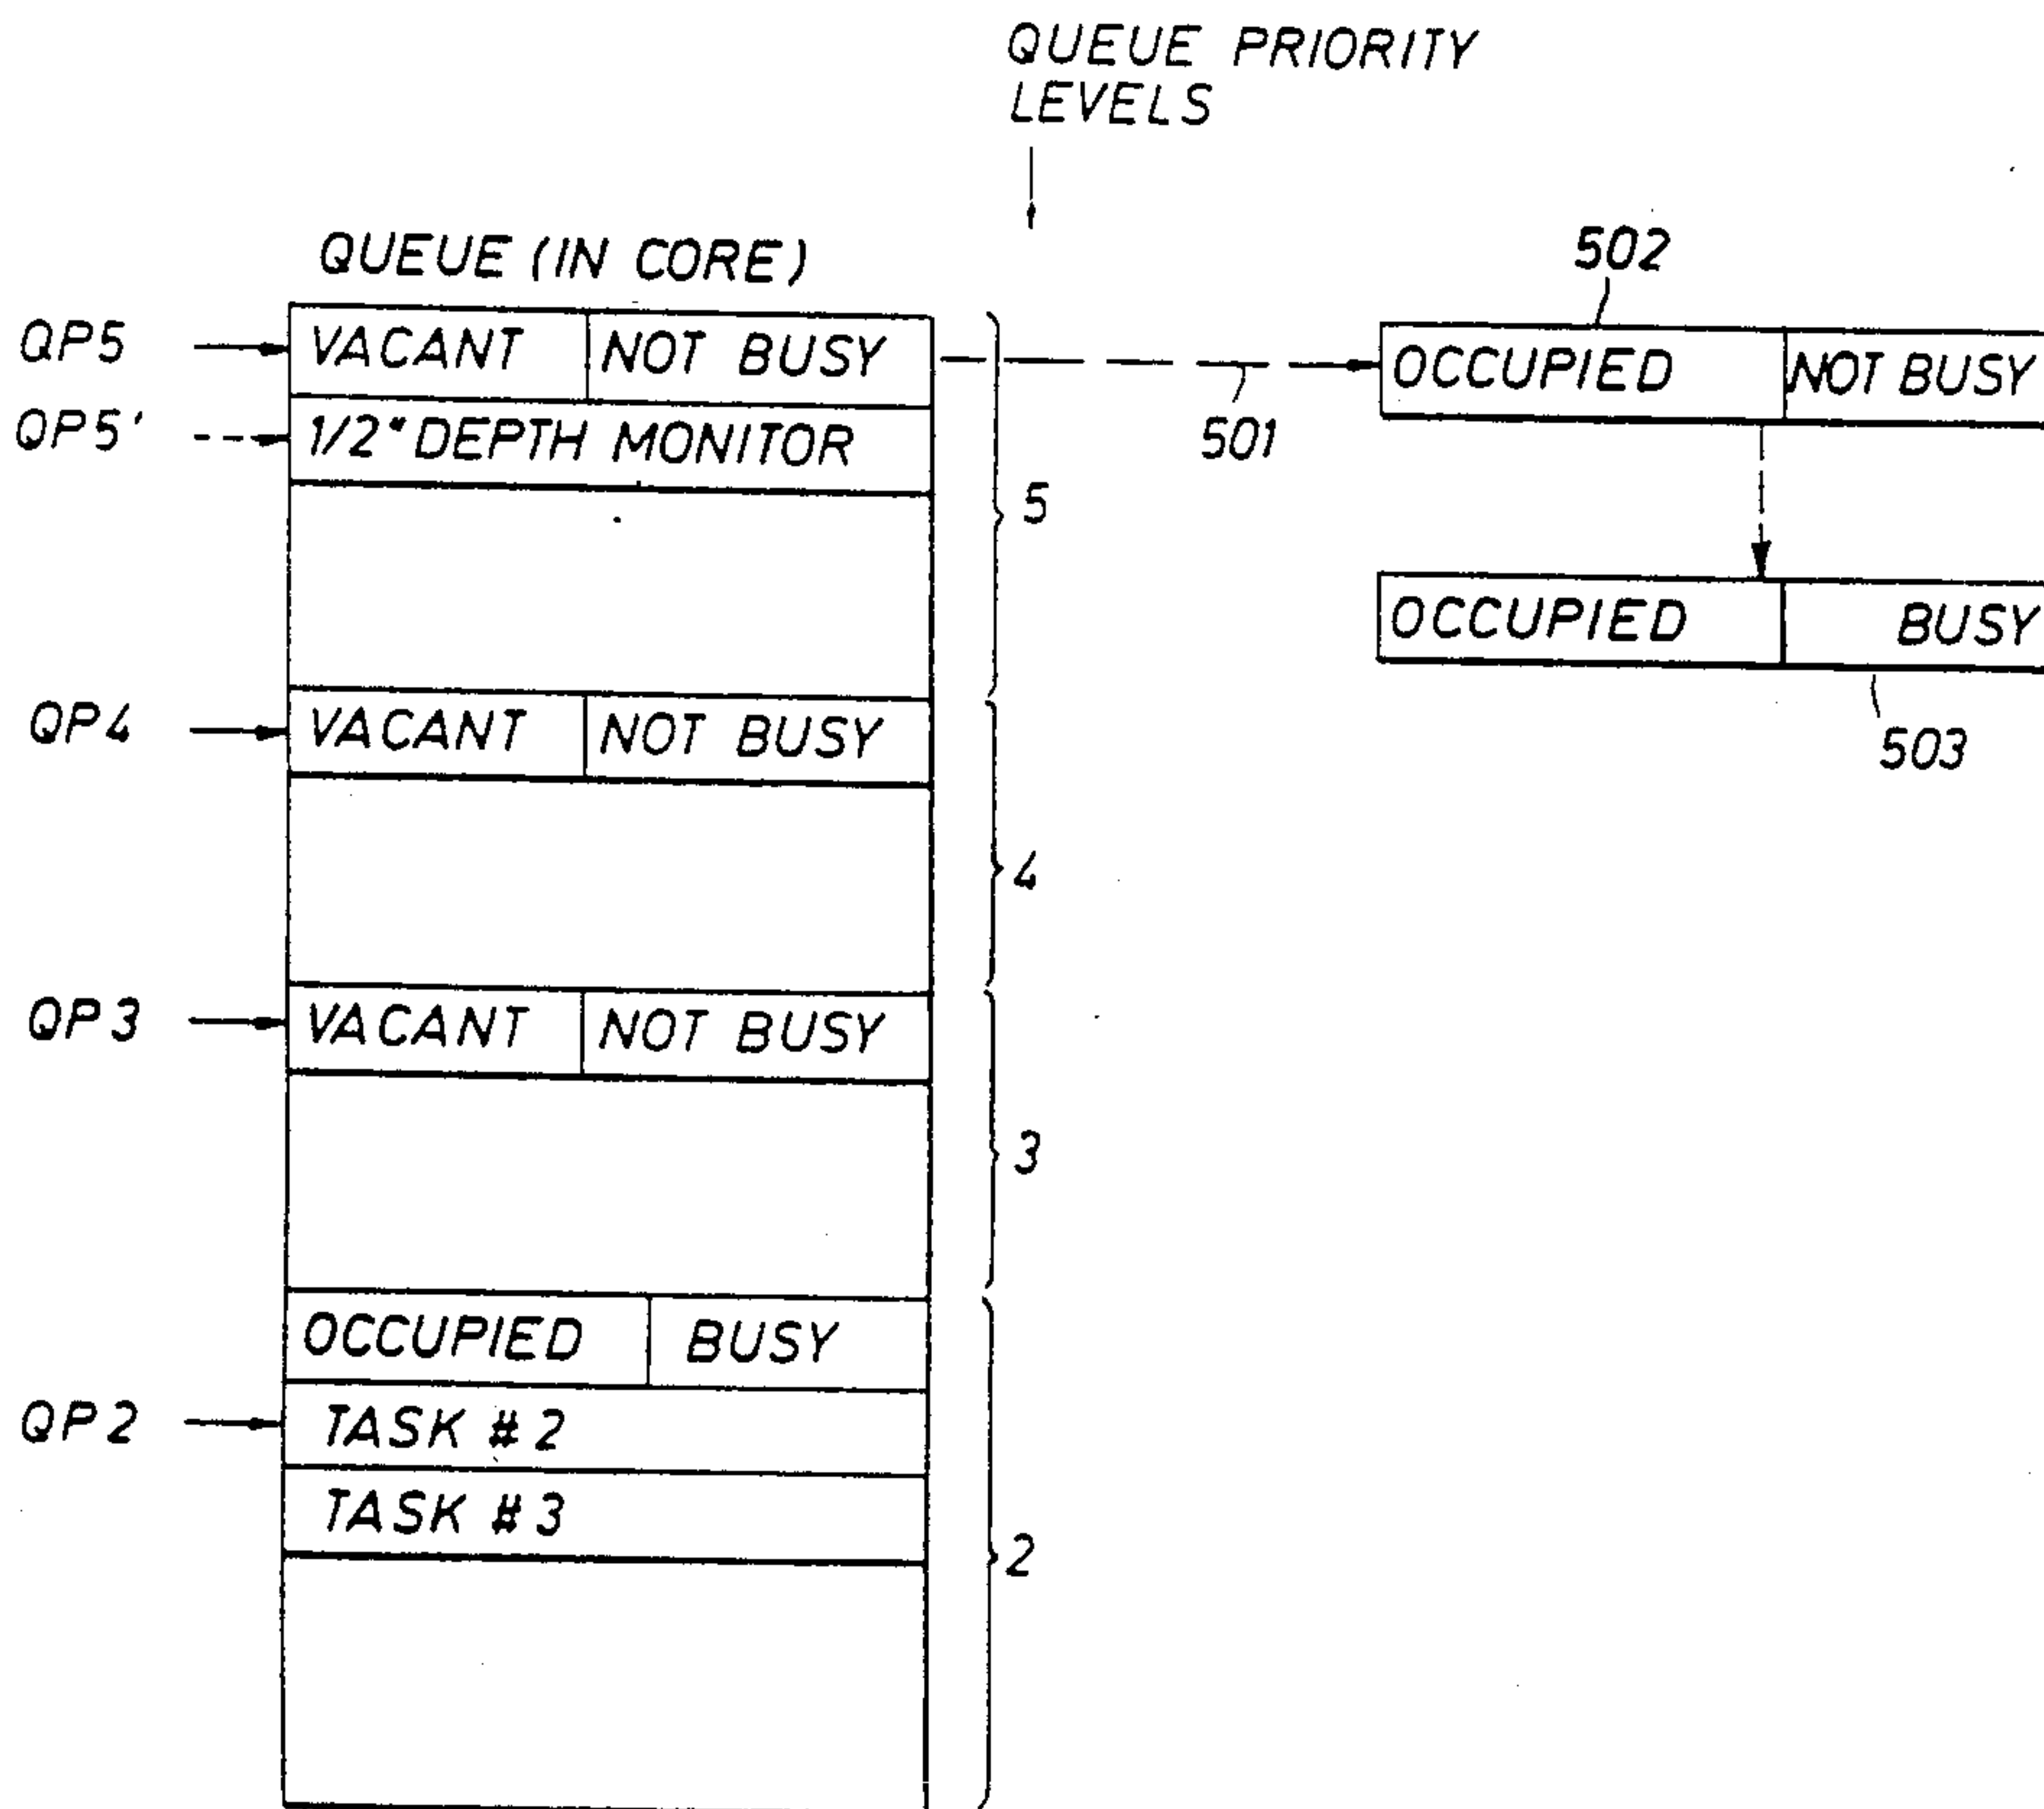 QUEUE PRIORITY
LEVELS
QUEUE (IN CORE)
502
QP5
VACANT
NOT BUSY
OCCUPIED
NOT BUSY
501
QP5'
1/2" DEPTH MONITOR
5
OCCUPIED
BUSY
503
QP4
VACANT
NOT BUSY
4
QP3
VACANT
NOT BUSY
3
OCCUPIED
BUSY
QP2
TASK #2
TASK #3
2